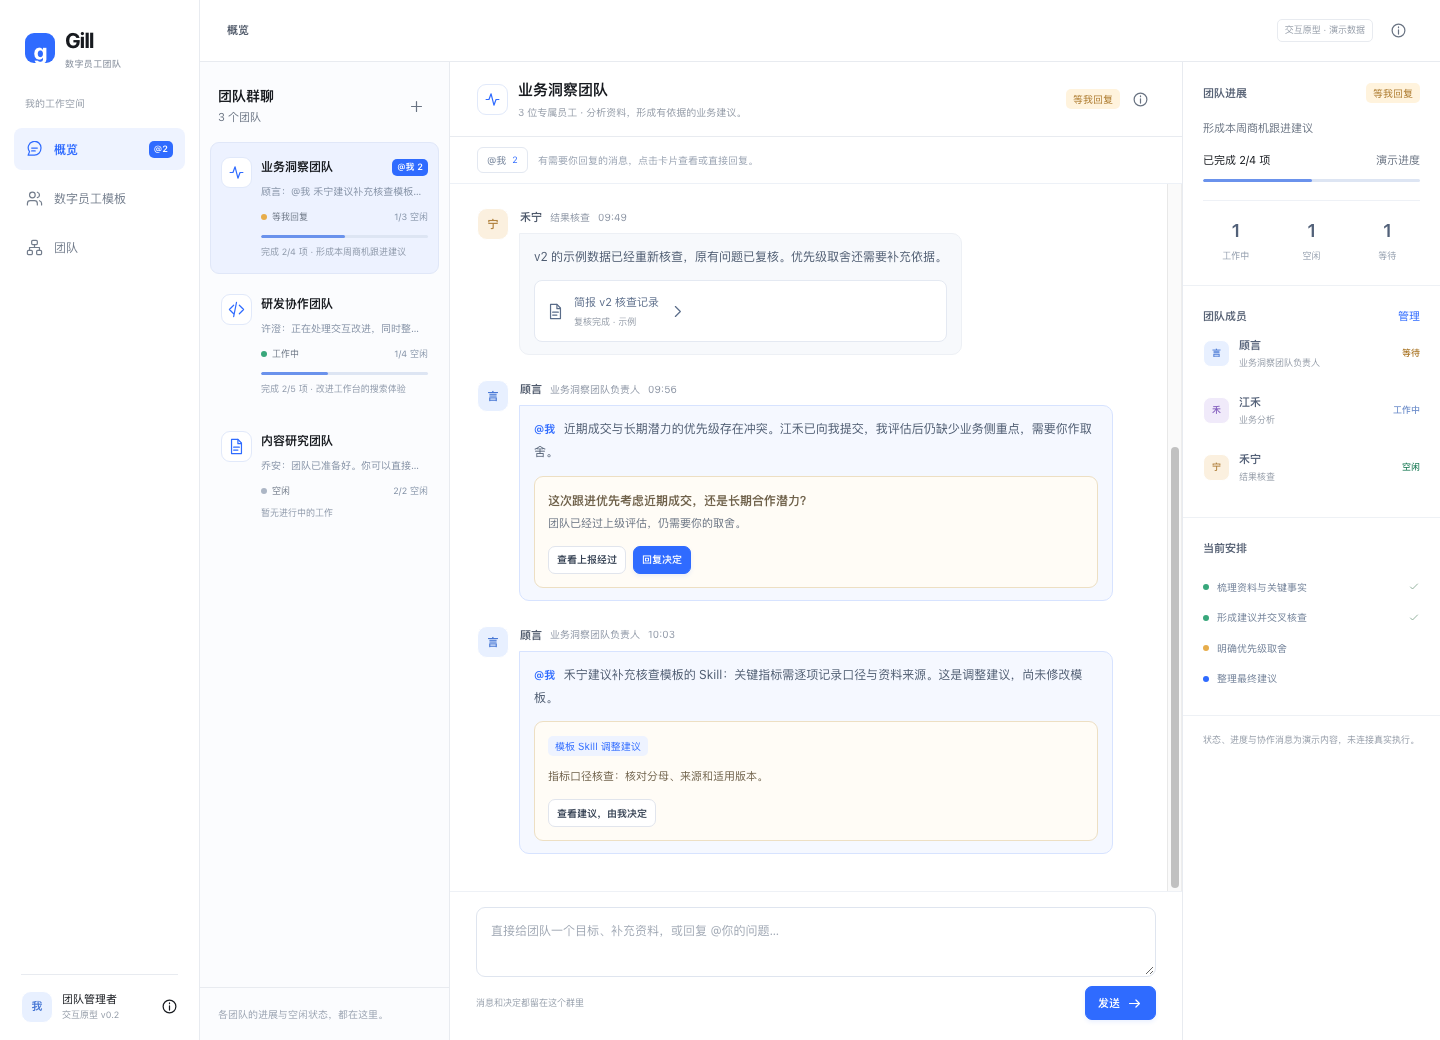 g
Gill
数字员工团队
我的工作空间
概览
@2
数字员工模板
团队
我
团队管理者
交互原型 v0.2
概览
交互原型 · 演示数据
团队群聊
3 个团队
业务洞察团队
@我 2
顾言：@我 禾宁建议补充核查模板...
等我回复
1/3 空闲
完成 2/4 项 · 形成本周商机跟进建议
研发协作团队
许澄：正在处理交互改进，同时整...
工作中
1/4 空闲
完成 2/5 项 · 改进工作台的搜索体验
内容研究团队
乔安：团队已准备好。你可以直接...
空闲
2/2 空闲
暂无进行中的工作
各团队的进展与空闲状态，都在这里。
业务洞察团队
3 位专属员工 · 分析资料，形成有依据的业务建议。
等我回复
@我 2
有需要你回复的消息，点击卡片查看或直接回复。
宁
禾宁 结果核查 09:49
v2 的示例数据已经重新核查，原有问题已复核。优先级取舍还需要补充依据。
简报 v2 核查记录
复核完成 · 示例
言
顾言 业务洞察团队负责人 09:56
@我 近期成交与长期潜力的优先级存在冲突。江禾已向我提交，我评估后仍缺少业务侧重点，需要你作取
舍。
这次跟进优先考虑近期成交，还是长期合作潜力？
团队已经过上级评估，仍需要你的取舍。
查看上报经过
回复决定
言
顾言 业务洞察团队负责人 10:03
@我 禾宁建议补充核查模板的 Skill：关键指标需逐项记录口径与资料来源。这是调整建议，尚未修改模
板。
模板 Skill 调整建议
指标口径核查：核对分母、来源和适用版本。
查看建议，由我决定
直接给团队一个目标、补充资料，或回复 @你的问题...
消息和决定都留在这个群里
发送
团队进展
等我回复
形成本周商机跟进建议
已完成 2/4 项
演示进度
1
1
1
工作中
空闲
等待
团队成员
管理
言
顾言
业务洞察团队负责人
等待
禾
江禾
业务分析
工作中
宁
禾宁
结果核查
空闲
当前安排
梳理资料与关键事实
形成建议并交叉核查
明确优先级取舍
整理最终建议
状态、进度与协作消息为演示内容，未连接真实执行。